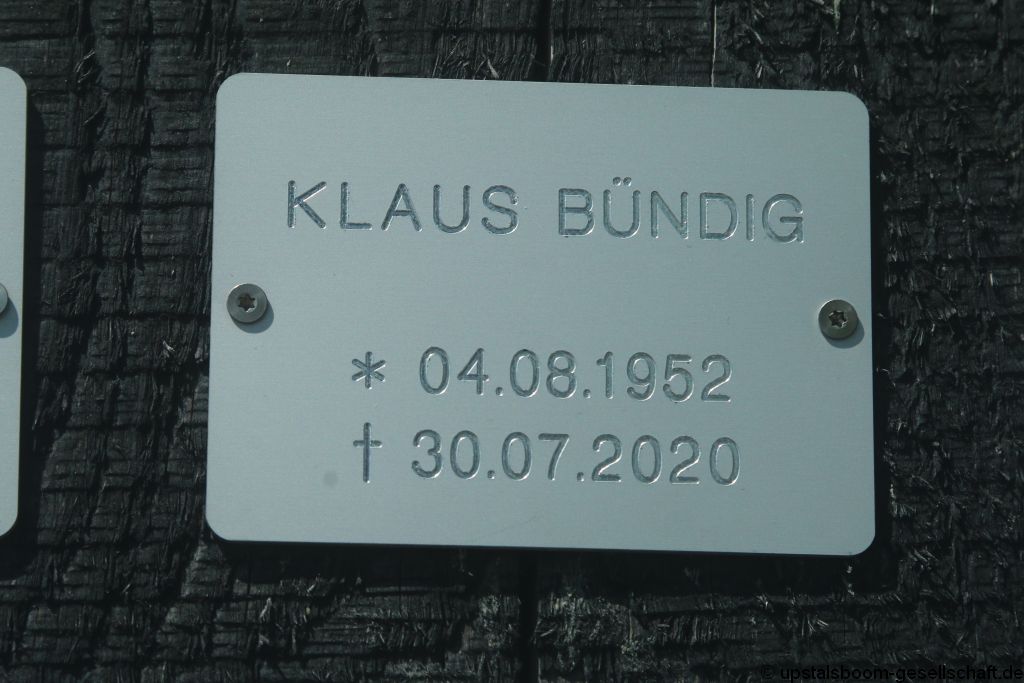 KLAUS BÜNDIG
* 04.08.1952
† 30.07.2020
© upstalsboom-gesellschaft.de